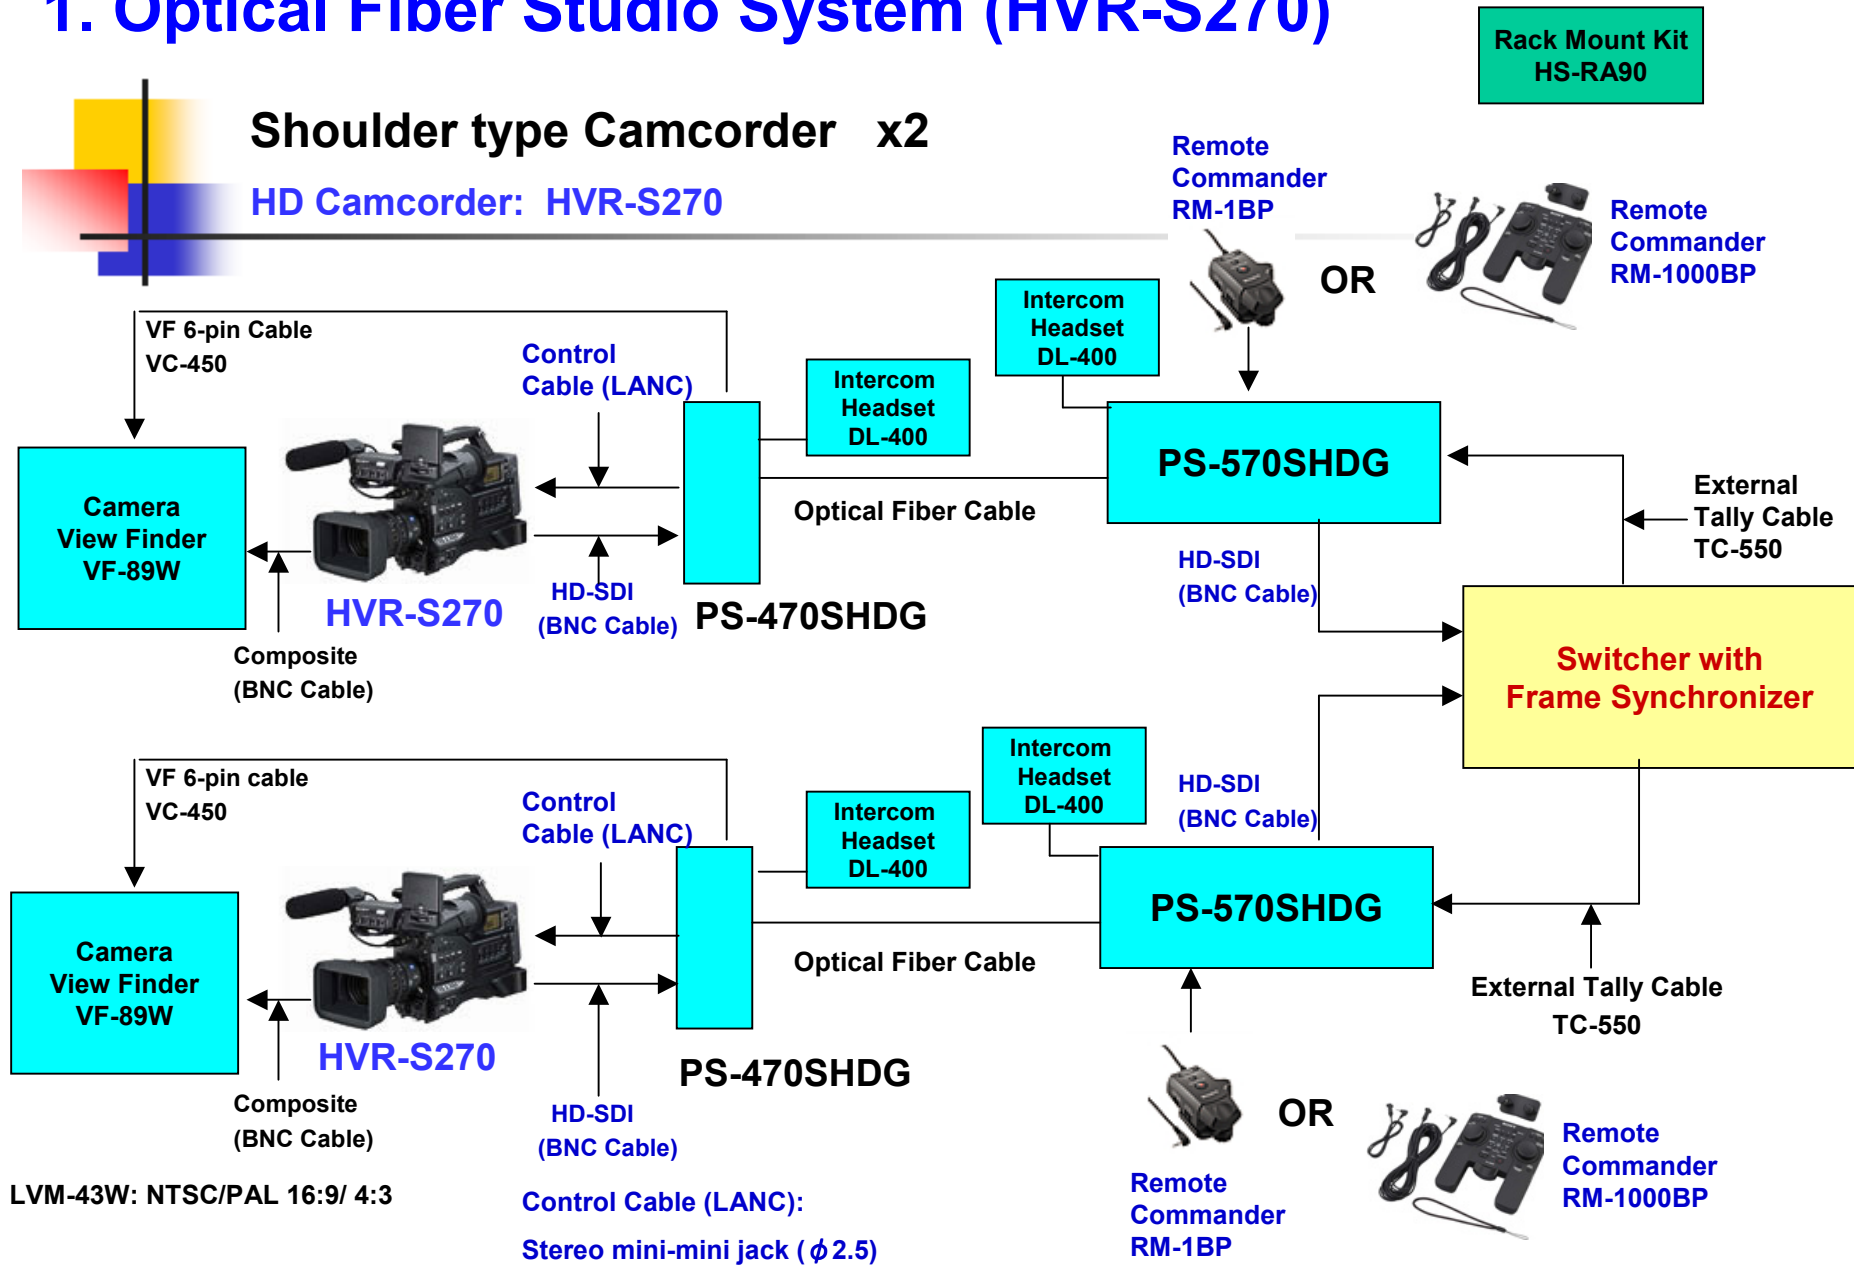 1. Optical Fiber Studio System (HVR-S270)
Rack Mount Kit
HS-RA90
Shoulder type Camcorder x2
HD Camcorder: HVR-S270
Remote
Commander
RM-1BP
OR
Remote
Commander
RM-1000BP
VF 6-pin Cable
VC-450
Control
Cable (LANC)
Intercom
Headset
DL-400
Intercom
Headset
DL-400
Camera
View Finder
VF-89W
HVR-S270
Composite
(BNC Cable)
HD-SDI
(BNC Cable)
PS-470SHDG
Optical Fiber Cable
PS-570SHDG
HD-SDI
(BNC Cable)
External
Tally Cable
TC-550
Switcher with
Frame Synchronizer
VF 6-pin cable
VC-450
Control
Cable (LANC)
Intercom
Headset
DL-400
Intercom
Headset
DL-400
HD-SDI
(BNC Cable)
Camera
View Finder
VF-89W
HVR-S270
Composite
(BNC Cable)
HD-SDI
(BNC Cable)
PS-470SHDG
Optical Fiber Cable
PS-570SHDG
External Tally Cable
TC-550
Remote
Commander
RM-1BP
OR
Remote
Commander
RM-1000BP
LVM-43W: NTSC/PAL 16:9/ 4:3
Control Cable (LANC):
Stereo mini-mini jack (ϕ2.5)